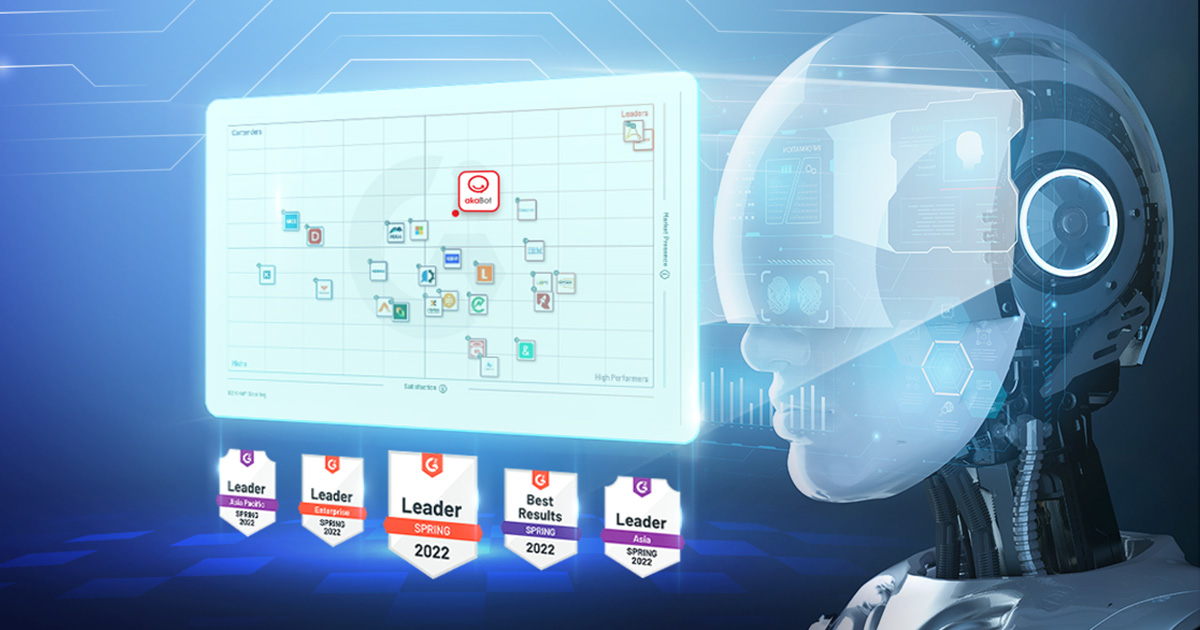 Contenders
Leaders
akaBot
Market Presence
Niche
High Performers
Satisfaction
INFORMATION
Leader
Asia Pacific
SPRING
2022
Leader
Enterprise
SPRING
2022
Leader
SPRING
2022
Best
Results
SPRING
2022
Leader
Asia
SPRING
2022